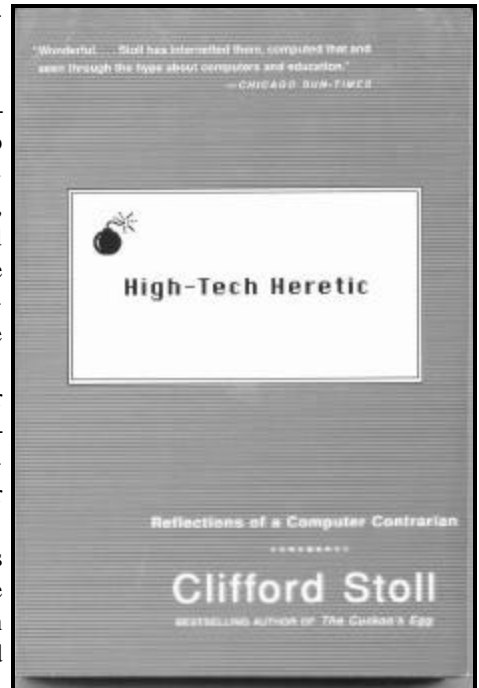 "Wonderful. . . . Stoll has internetted there, computed that and
seen through the hype about computers and education."
—CHICAGO SUN-TIMES
High-Tech Heretic
Reflections of a Computer Contrarian
Clifford Stoll
BESTSELLING AUTHOR OF The Cuckoo's Egg